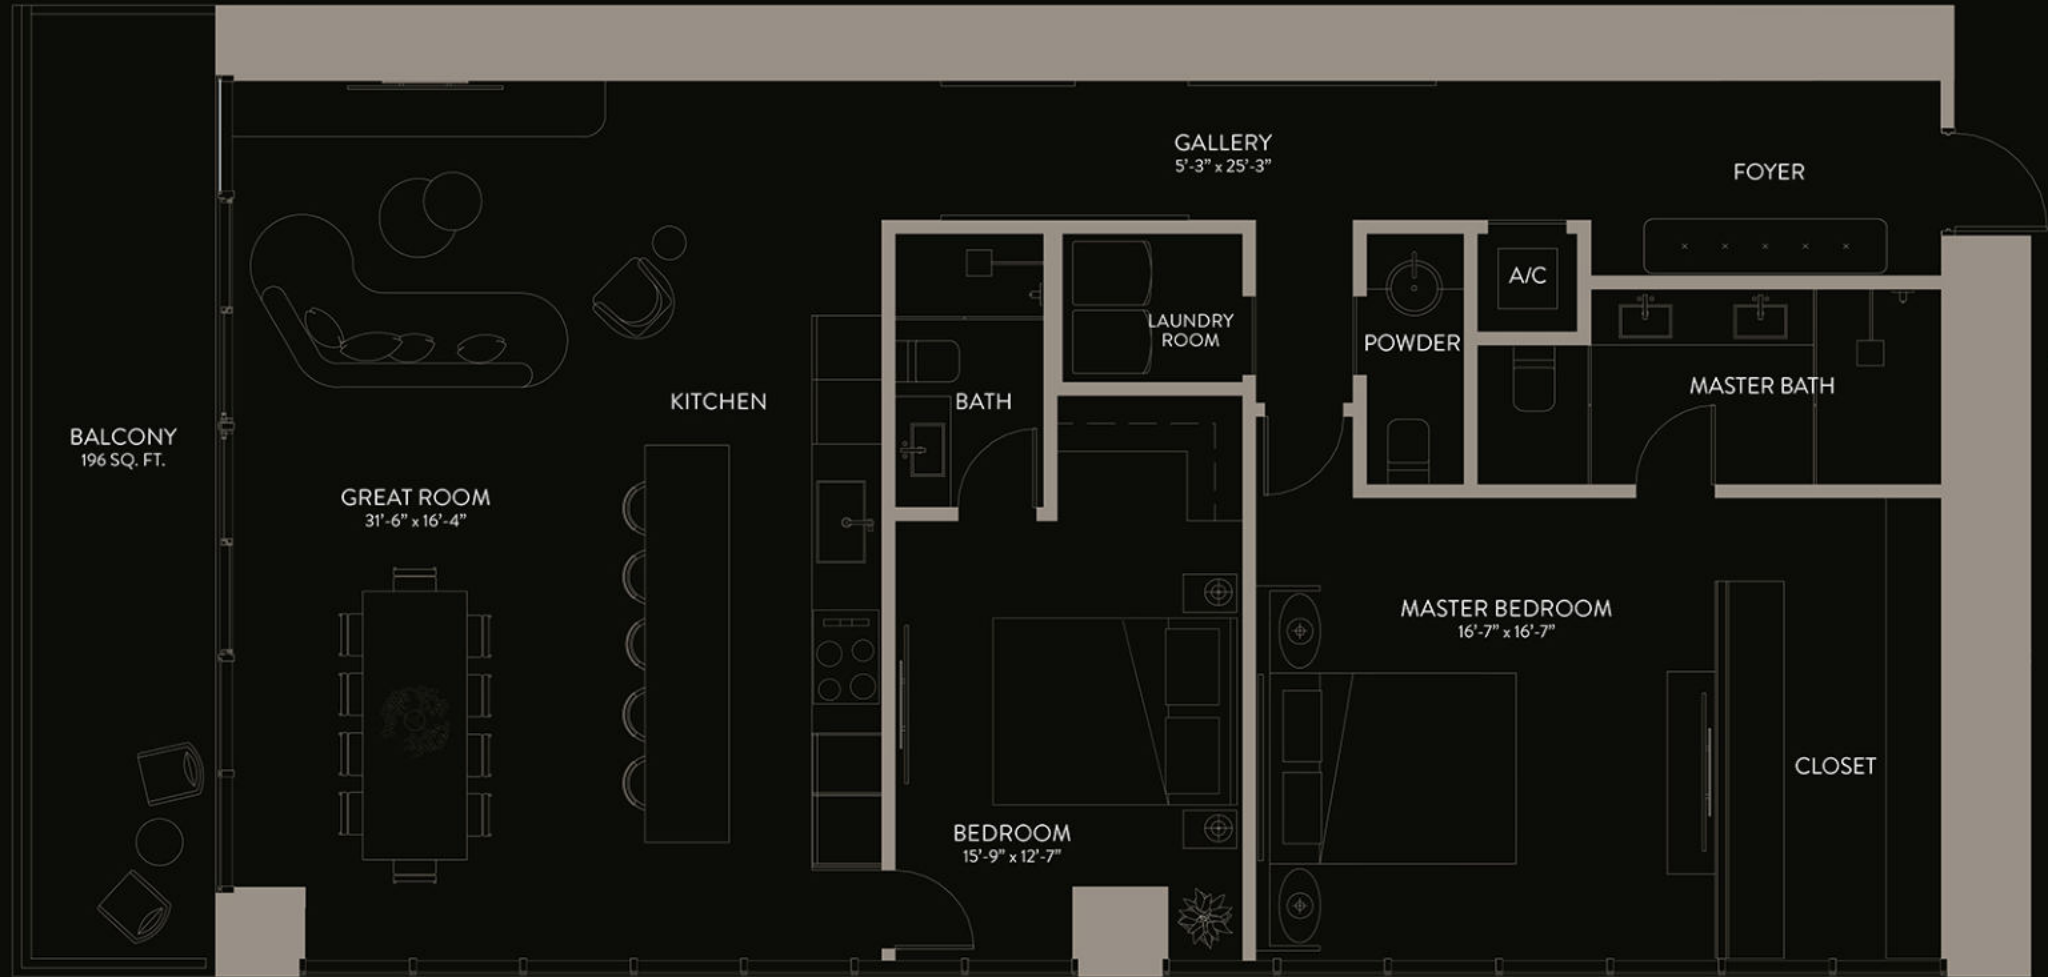 GALLERY
5'-3" x 25'-3"
FOYER
A/C
LAUNDRY
ROOM
POWDER
MASTER BATH
KITCHEN
BATH
BALCONY
196 SQ. FT.
GREAT ROOM
31'-6" x 16'-4"
MASTER BEDROOM
16'-7" x 16'-7"
CLOSET
BEDROOM
15'-9" x 12'-7"